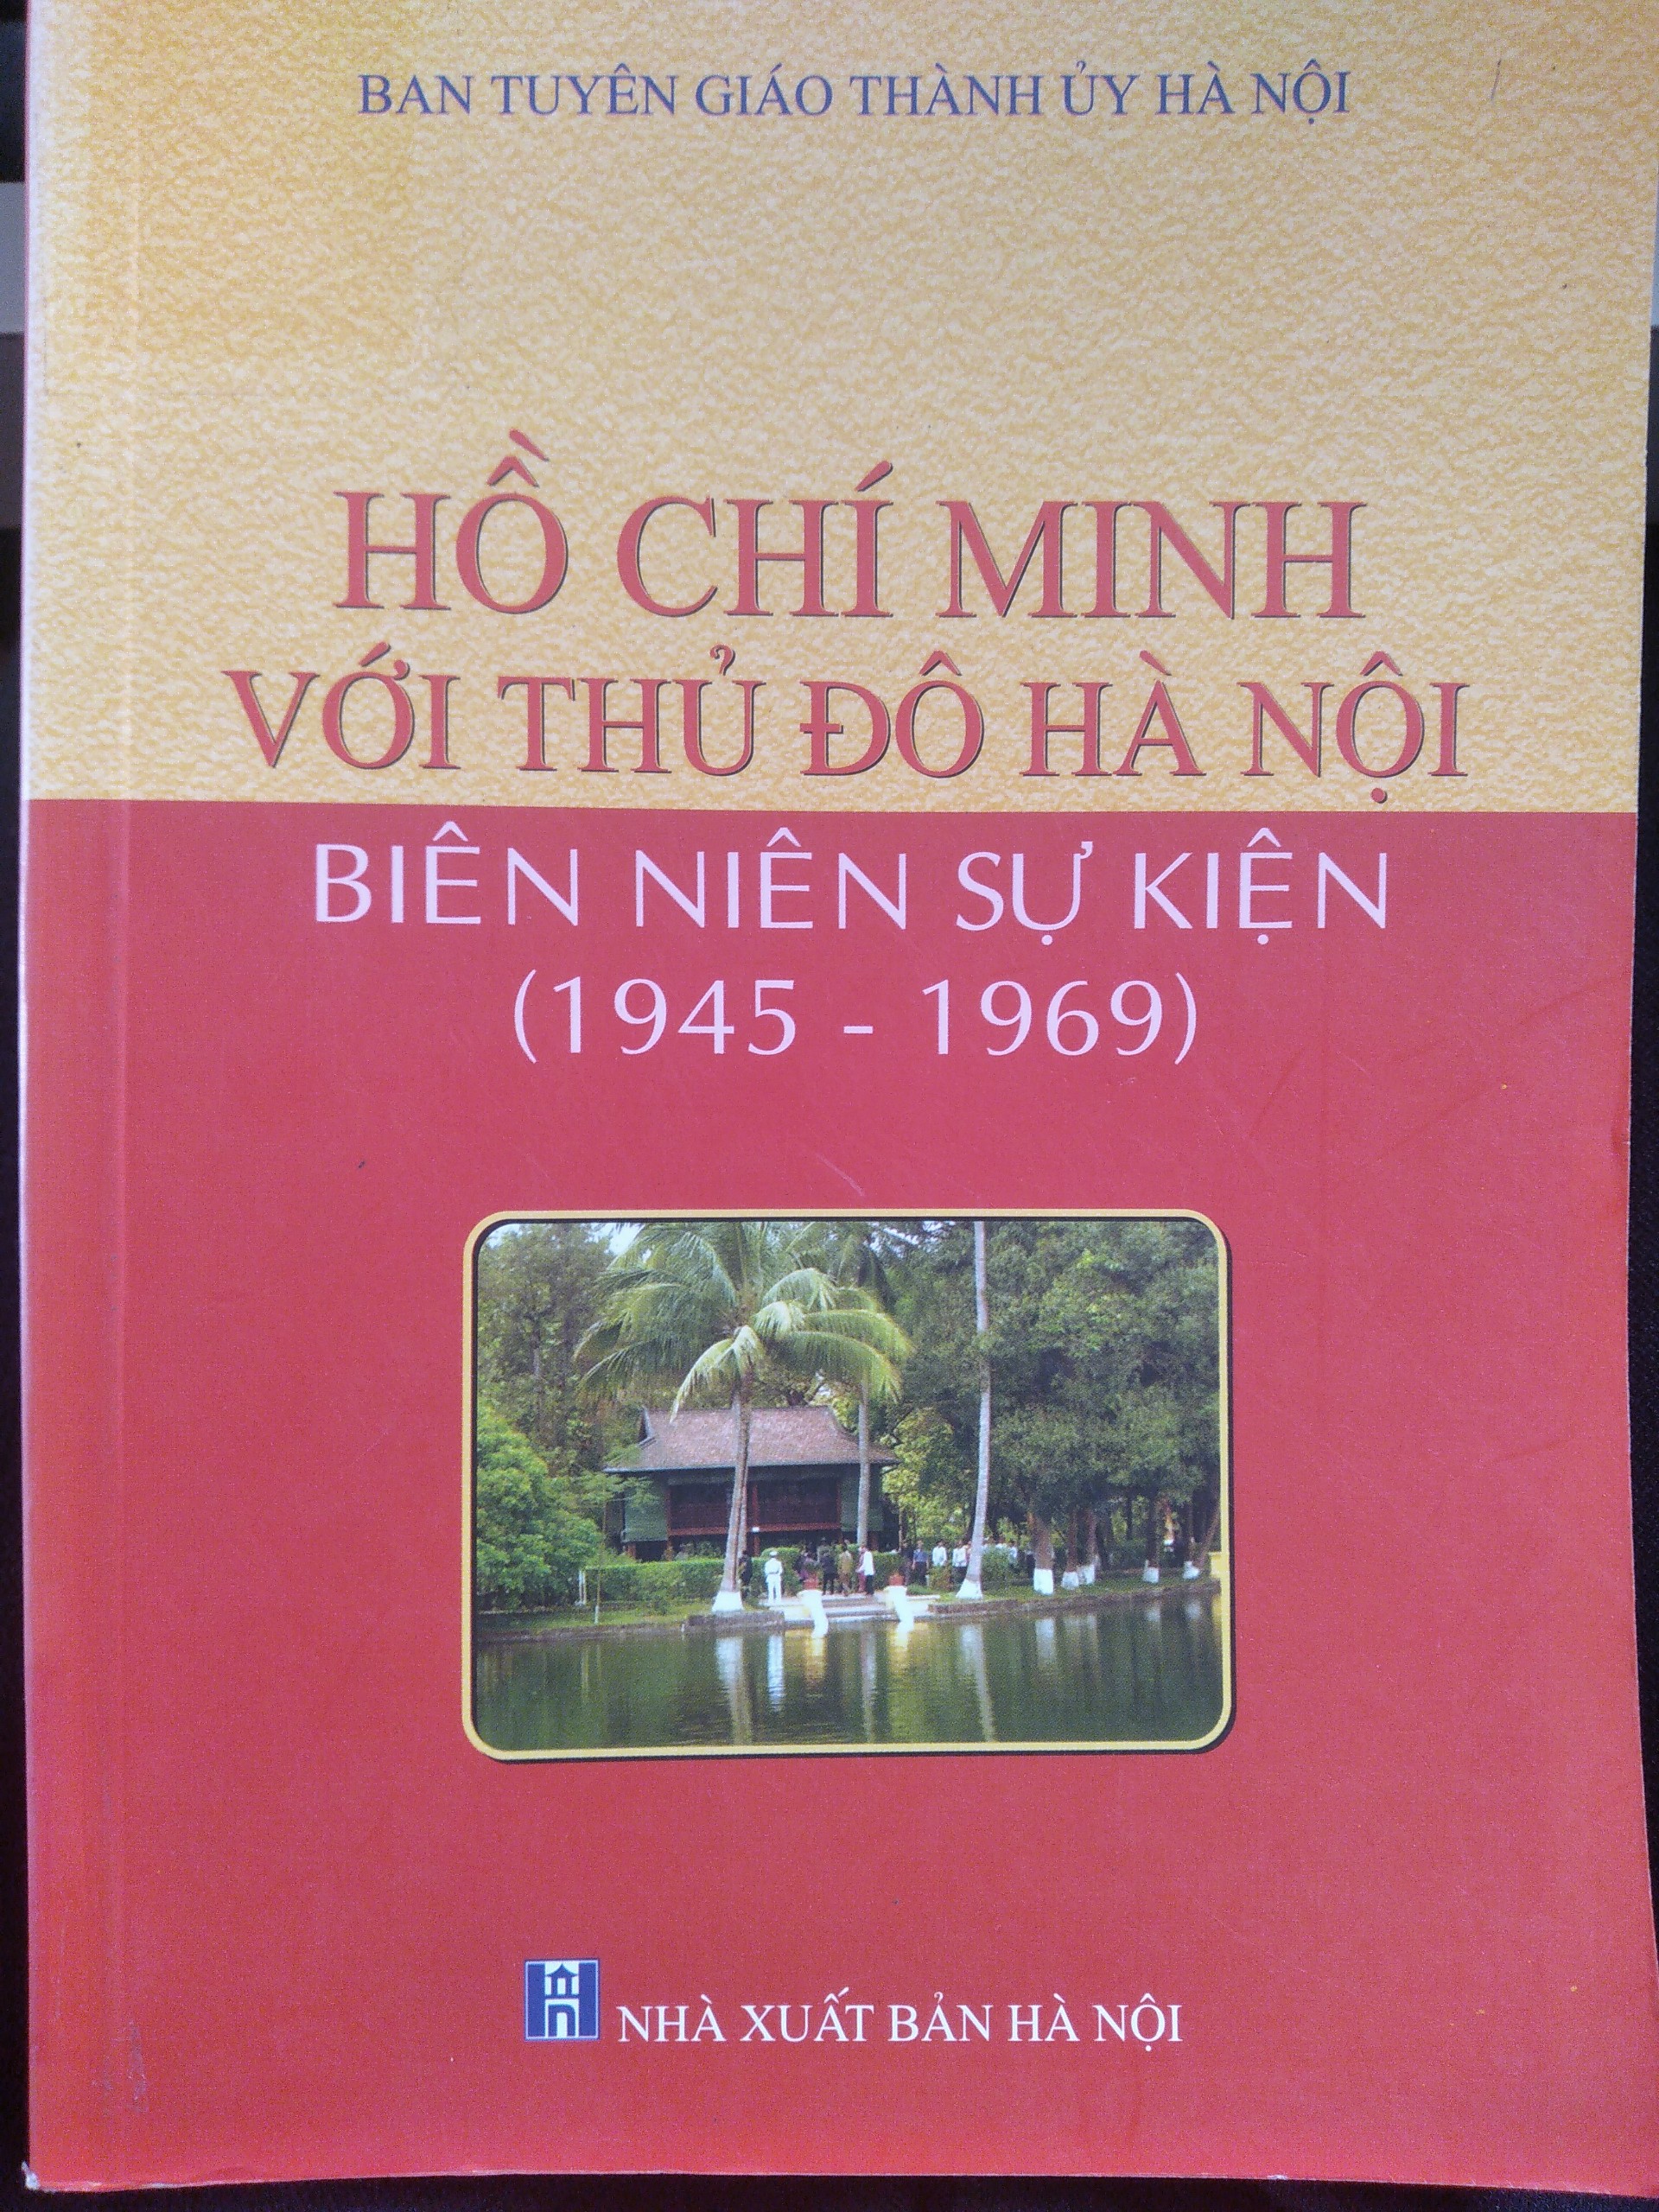 BAN TUYÊN GIÁO THÀNH ỦY HÀ NỘI
HỒ CHÍ MINH
VỚI THỦ ĐÔ HÀ NỘI
BIÊN NIÊN SỰ KIỆN
(1945 - 1969)
NHÀ XUẤT BẢN HÀ NỘI